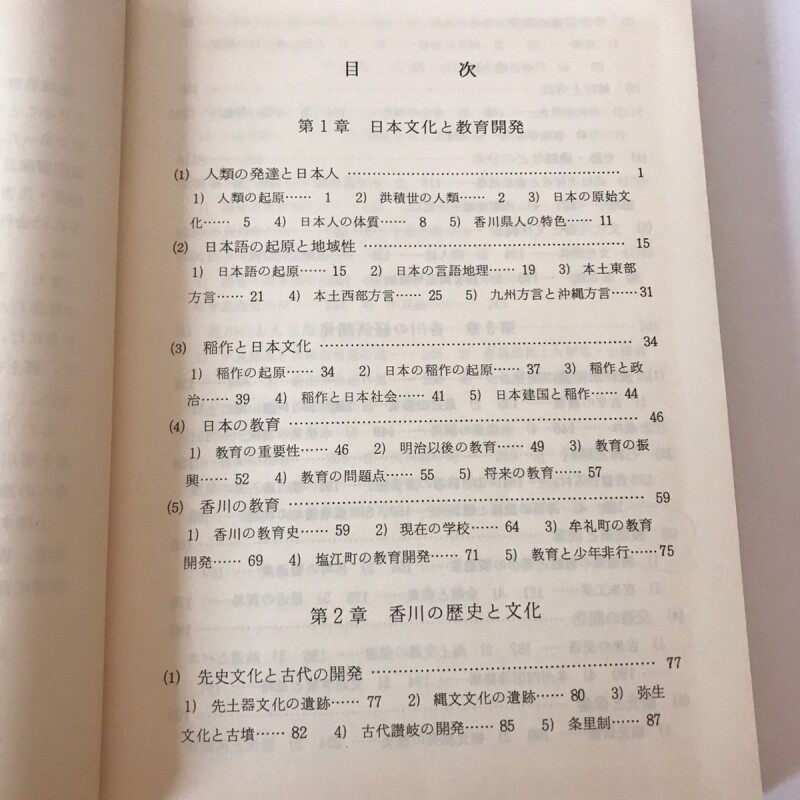 目　　次
第1章　日本文化と教育開発
(1)　人類の発達と日本人 …………………………………… 1
1)　人類の起原…… 1　2)　洪積世の人類…… 2　3)　日本の原始文
化…… 5　4)　日本人の体質…… 8　5)　香川県人の特色…… 11
(2)　日本語の起原と地域性 ………………………………… 15
1)　日本語の起原…… 15　2)　日本の言語地理…… 19　3)　本土東部
方言…… 21　4)　本土西部方言…… 25　5)　九州方言と沖縄方言……31
(3)　稲作と日本文化 ………………………………………… 34
1)　稲作の起原…… 34　2)　日本の稲作の起原…… 37　3)　稲作と政
治…… 39　4)　稲作と日本社会…… 41　5)　日本建国と稲作…… 44
(4)　日本の教育 ……………………………………………… 46
1)　教育の重要性…… 46　2)　明治以後の教育…… 49　3)　教育の振
興…… 52　4)　教育の問題点…… 55　5)　将来の教育…… 57
(5)　香川の教育 ……………………………………………… 59
1)　香川の教育史…… 59　2)　現在の学校…… 64　3)　牟礼町の教育
開発…… 69　4)　塩江町の教育開発…… 71　5)　教育と少年非行……75
第2章　香川の歴史と文化
(1)　先史文化と古代の開発 ………………………………… 77
1)　先土器文化の遺跡…… 77　2)　縄文文化の遺跡…… 80　3)　弥生
文化と古墳…… 82　4)　古代讃岐の開発…… 85　5)　条里制…… 87